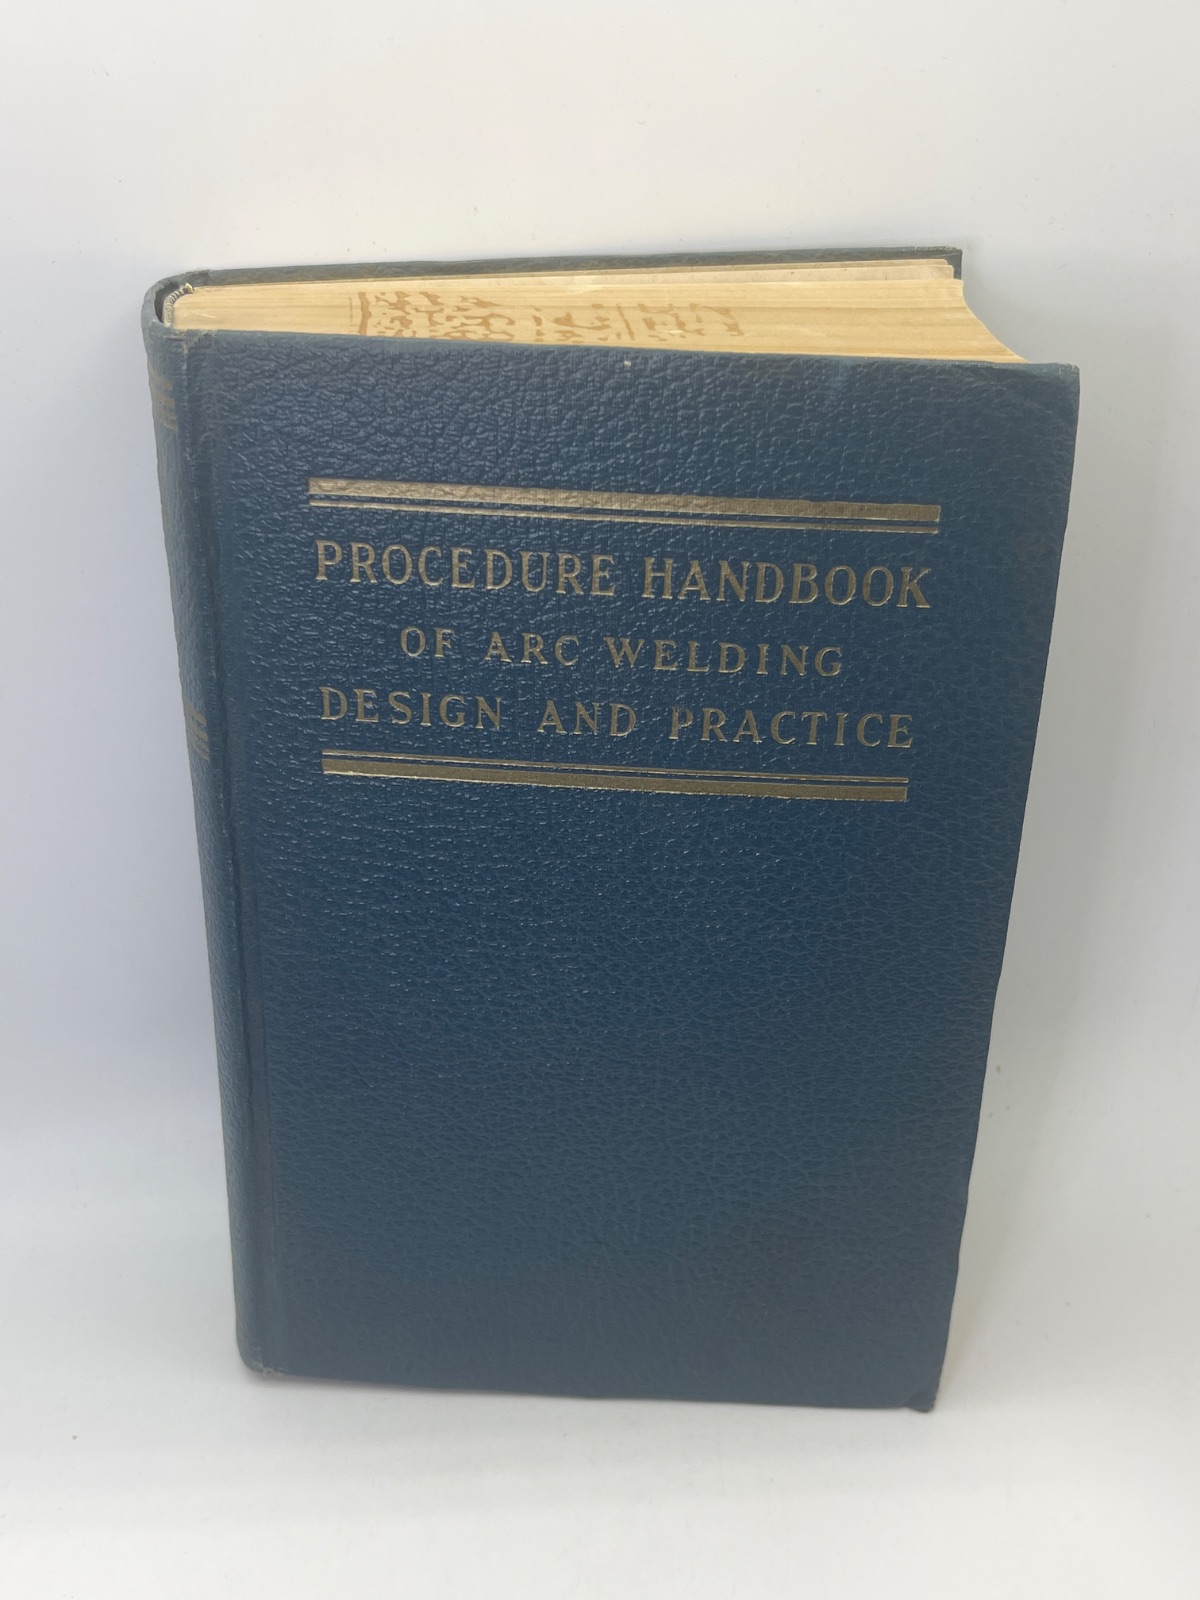 PROCEDURE HANDBOOK
OF ARC WELDING
DESIGN AND PRACTICE